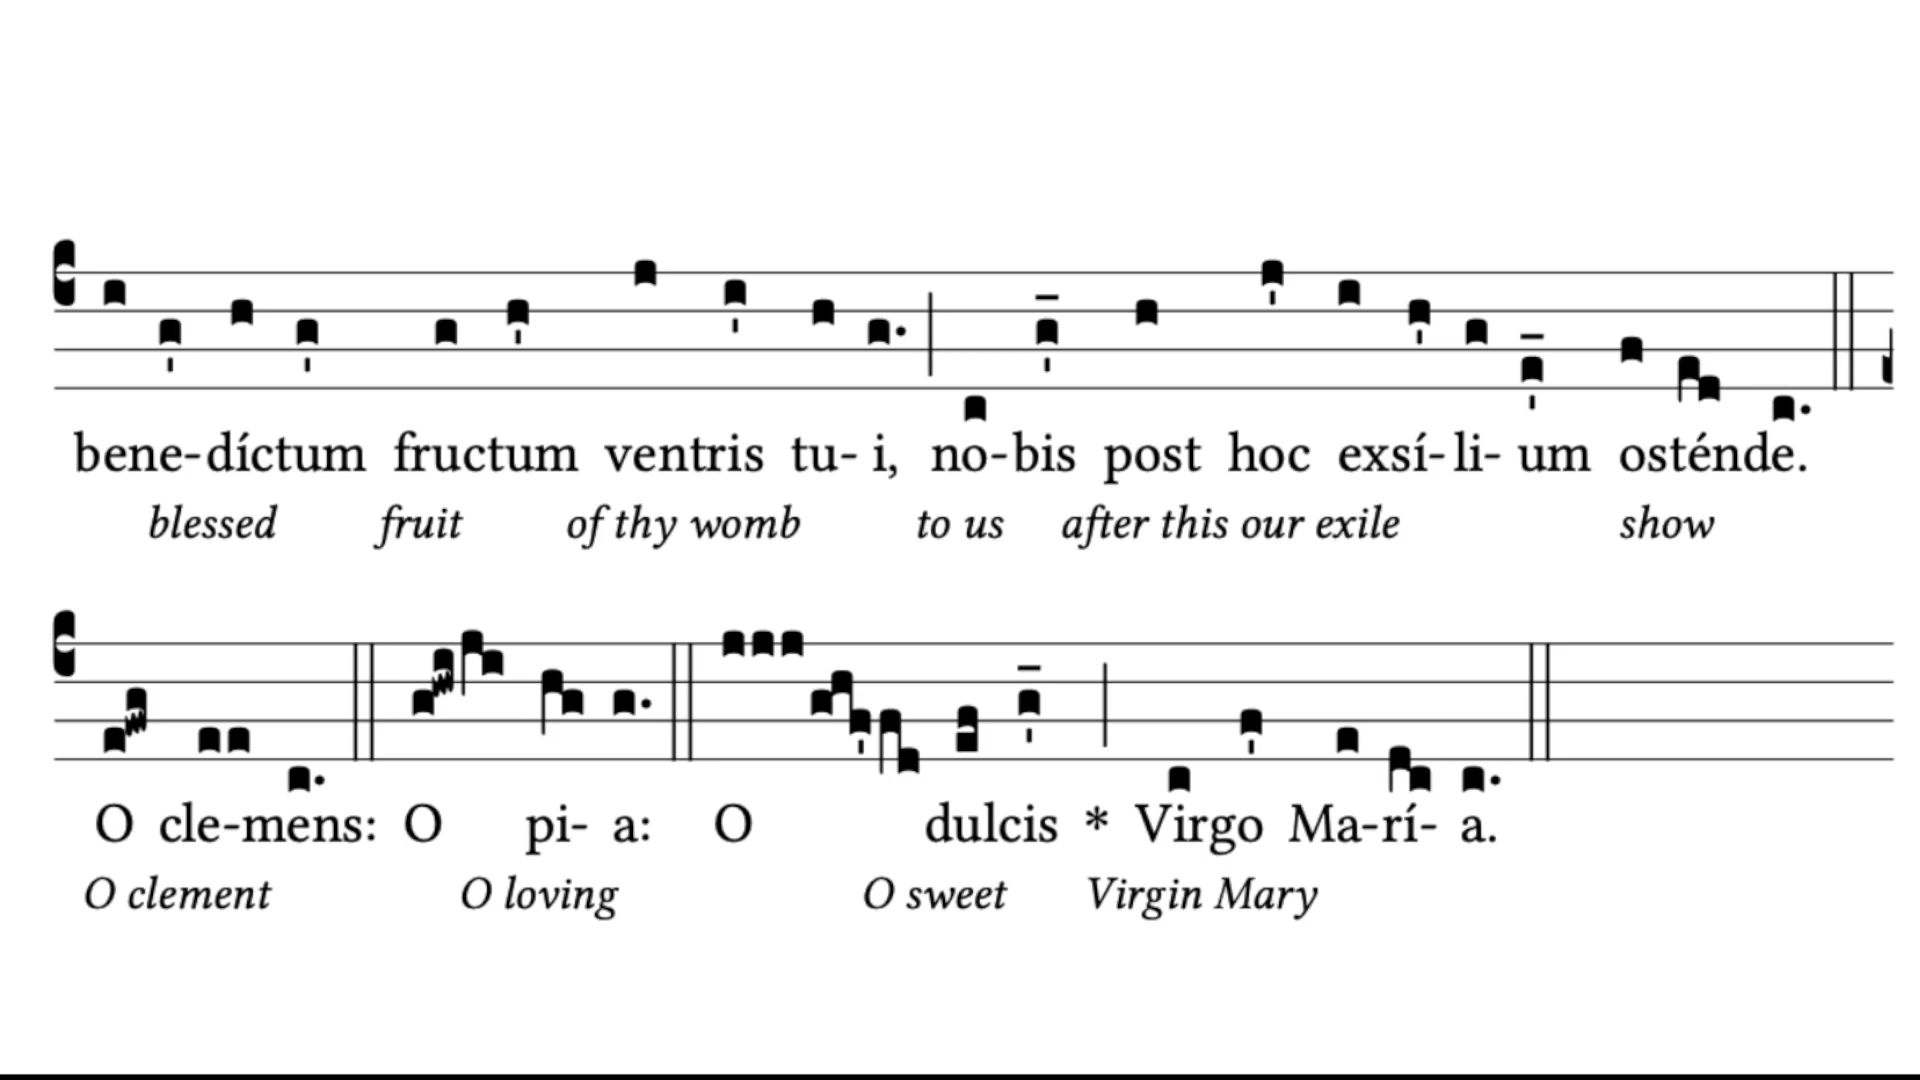 bene-díctum fructum ventris tu- i, no-bis post hoc exsí-li- um osténde.
blessed fruit of thy womb to us after this our exile show
O cle-mens: O pi- a: O dulcis * Virgo Ma-rí- a.
O clement O loving O sweet Virgin Mary